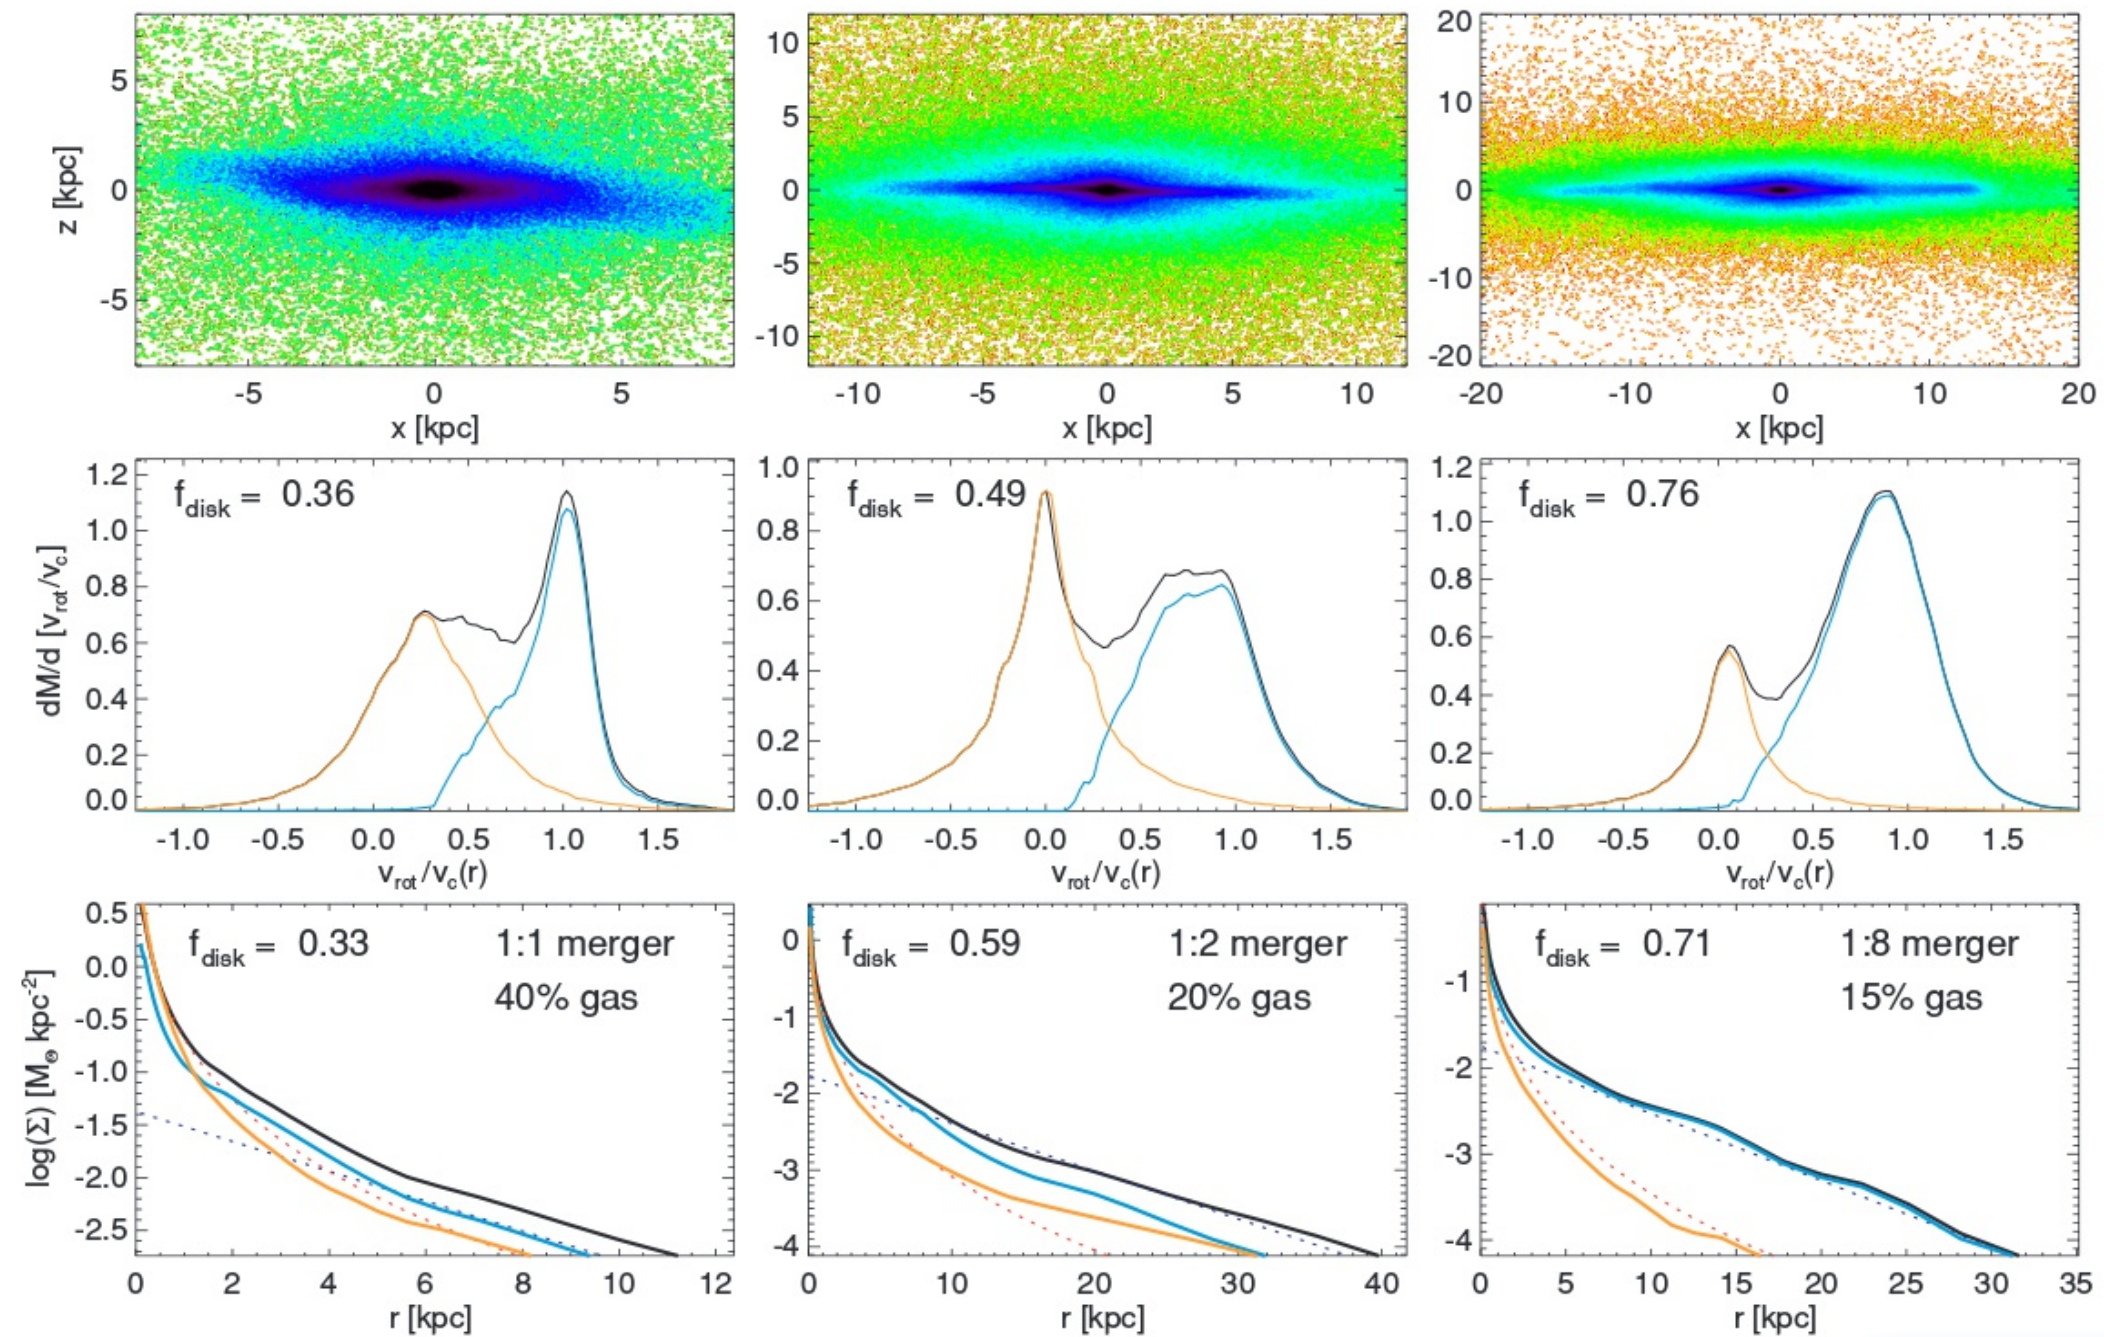 5
0
-5
z [kpc]
-5 0 5
x [kpc]
10
5
0
-5
-10
-10 -5 0 5 10
x [kpc]
20
10
0
-10
-20
-20 -10 0 10 20
x [kpc]
1.2
1.0
0.8
0.6
0.4
0.2
0.0
dM/d [v_rot/v_c]
f_disk = 0.36
-1.0 -0.5 0.0 0.5 1.0 1.5
v_rot/v_c(r)
1.0
0.8
0.6
0.4
0.2
0.0
f_disk = 0.49
-1.0 -0.5 0.0 0.5 1.0 1.5
v_rot/v_c(r)
1.2
1.0
0.8
0.6
0.4
0.2
0.0
f_disk = 0.76
-1.0 -0.5 0.0 0.5 1.0 1.5
v_rot/v_c(r)
0.5
0.0
-0.5
-1.0
-1.5
-2.0
-2.5
log(Σ) [M_⊙ kpc^-2]
f_disk = 0.33 1:1 merger
40% gas
0 2 4 6 8 10 12
r [kpc]
0
-1
-2
-3
-4
f_disk = 0.59 1:2 merger
20% gas
0 10 20 30 40
r [kpc]
-1
-2
-3
-4
f_disk = 0.71 1:8 merger
15% gas
0 5 10 15 20 25 30 35
r [kpc]